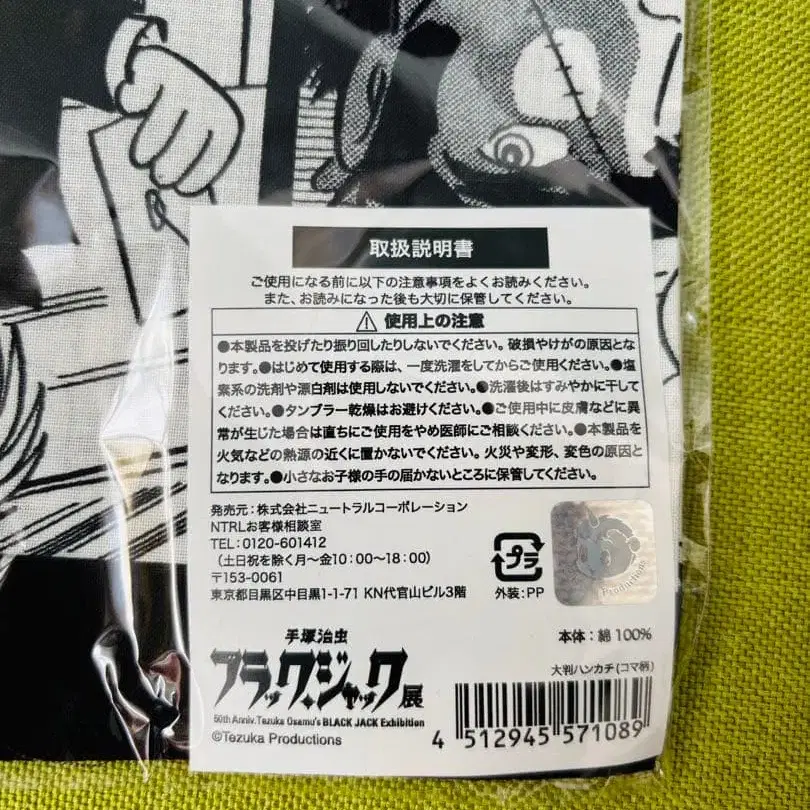 取扱説明書
ご使用になる前に以下の注意事項をよくお読みください。
また、お読みになった後も大切に保管してください。
使用上の注意
●本製品を投げたり振り回したりしないでください。破損やけがの原因とな
ります。●はじめて使用する際は、一度洗濯をしてからご使用ください。●塩
素系の洗剤や漂白剤は使用しないでください。●洗濯後はすみやかに干して
ください。●タンブラー乾燥はお避けください。●ご使用中に皮膚などに異
常が生じた場合は直ちにご使用をやめ医師にご相談ください。●本製品を
火気などの熱源の近くに置かないでください。火災や変形、変色の原因と
なります。●小さなお子様の手の届かないところに保管してください。
発売元：株式会社ニュートラルコーポレーション
NTRLお客様相談室
TEL：0120-601412
（土日祝を除く月～金10：00～18：00）
〒153-0061
東京都目黒区中目黒1-1-71 KN代官山ビル3階
プラ
外装：PP
Productions
手塚治虫
ブラック・ジャック展
50th Anniv. Tezuka Osamu's BLACK JACK Exhibition
©Tezuka Productions
本体：綿 100%
大判ハンカチ（コマ柄）
4 512945 571089